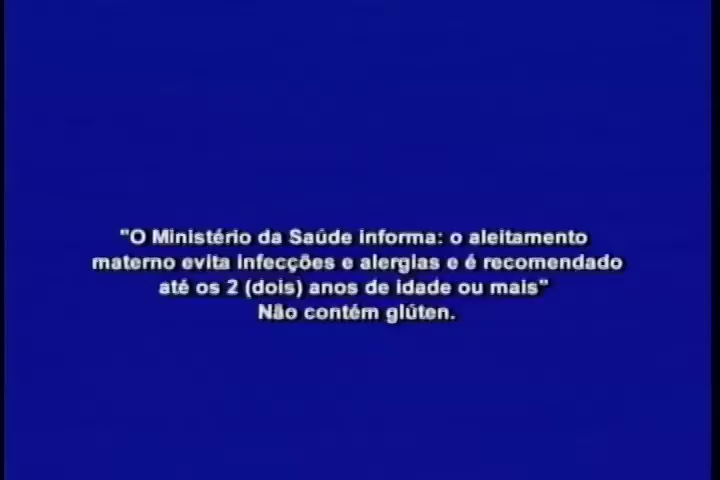 "O Ministério da Saúde informa: o aleitamento
materno evita infecções e alergias e é recomendado
até os 2 (dois) anos de idade ou mais"
Não contém glúten.